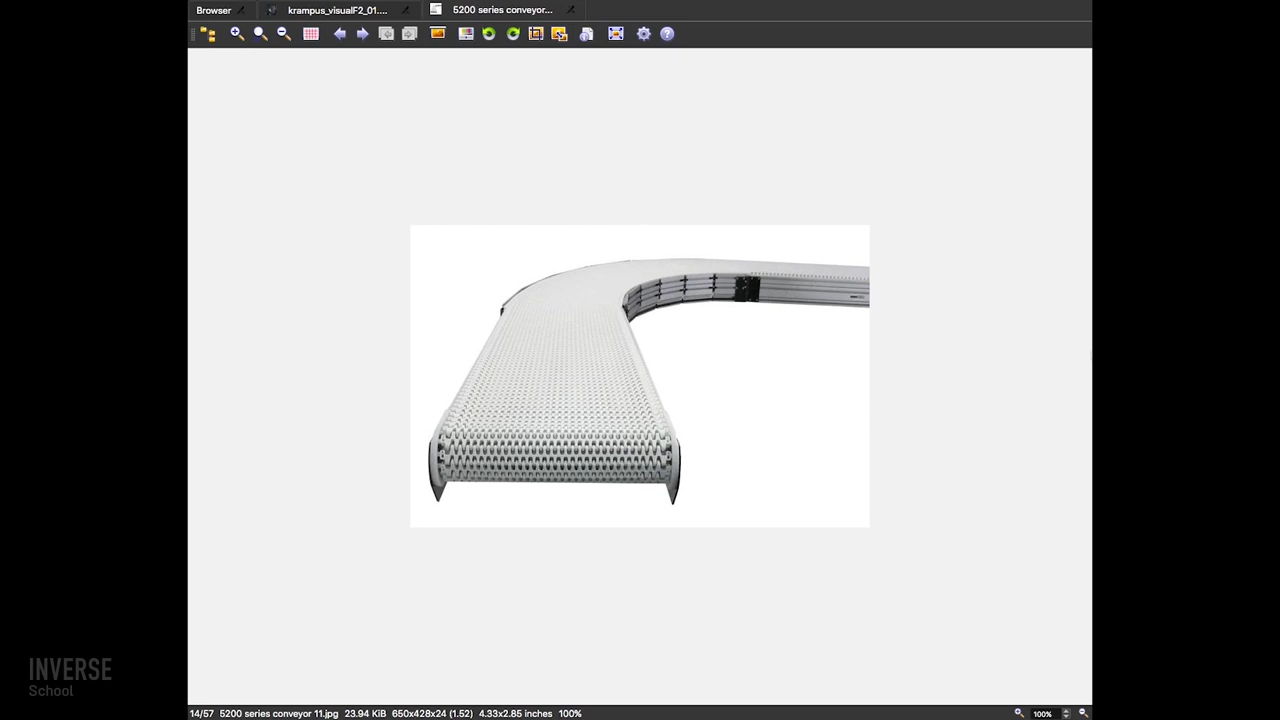 Browser
krampus_visualF2_01....
5200 series conveyor...
INVERSE
School
14/57 5200 series conveyor 11.jpg 23.94 KiB 650x428x24 (1.52) 4.33x2.85 inches 100%
100%